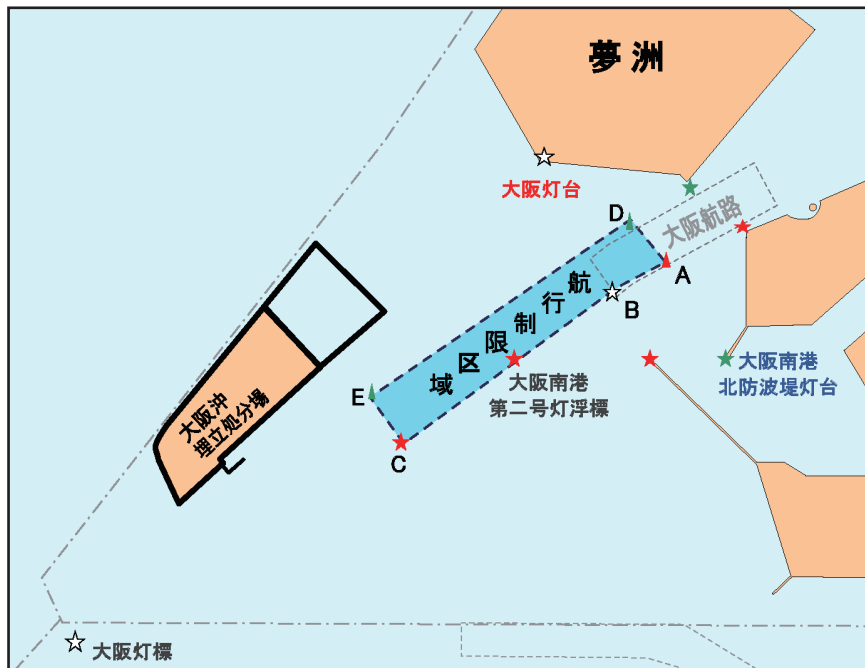 夢洲
大阪灯台
大阪航路
D
A
B
航行制限区域
大阪南港
第二号灯浮標
大阪南港
北防波堤灯台
E
C
大阪沖
埋立処分場
大阪灯標